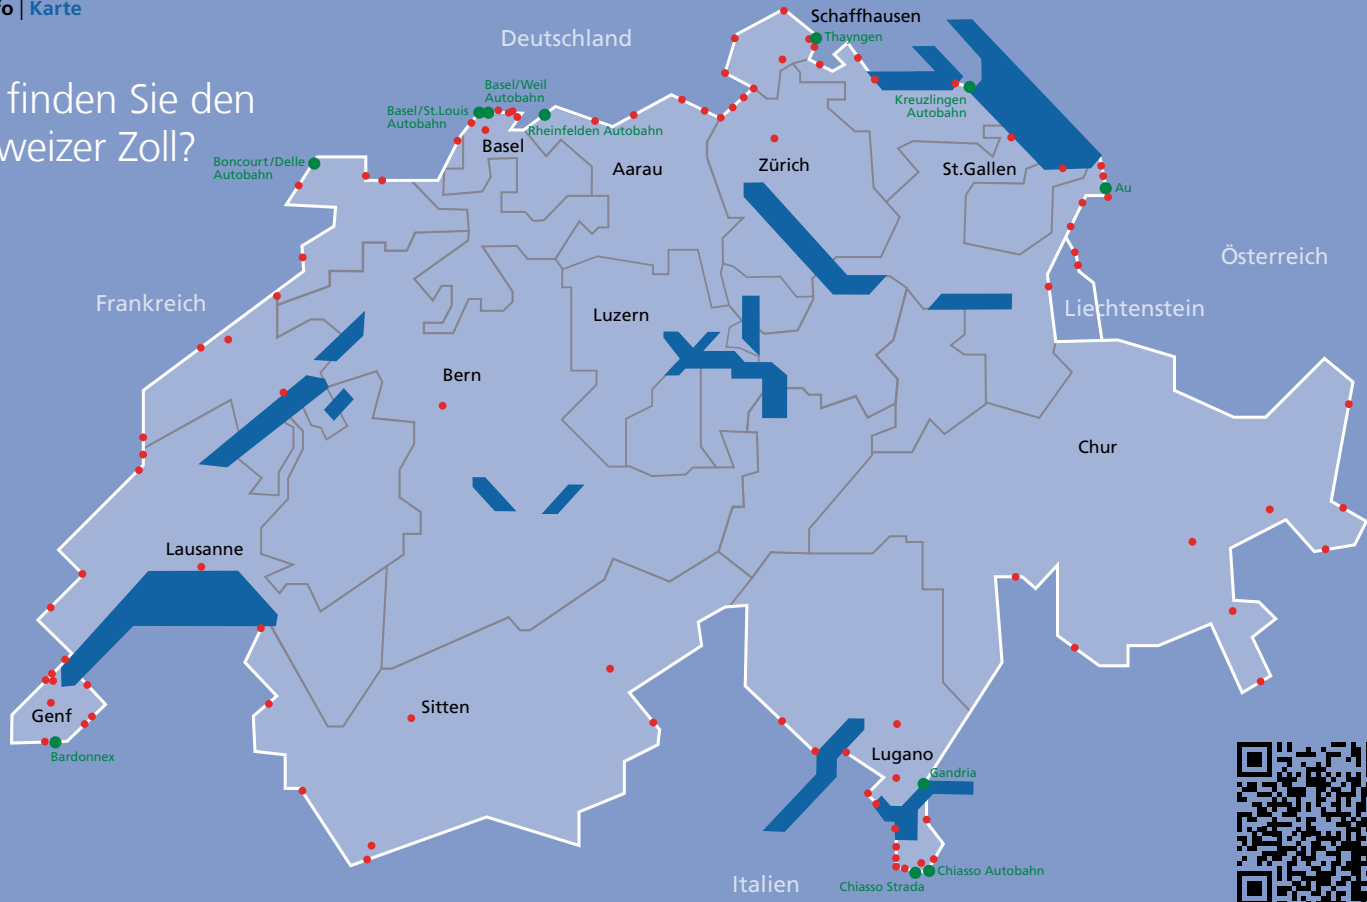 o | Karte
finden Sie den
weizer Zoll?
Deutschland
Schaffhausen
Thayngen
Basel/Weil
Autobahn
Basel/St.Louis
Autobahn
Kreuzlingen
Autobahn
Rheinfelden Autobahn
Basel
Boncourt/Delle
Autobahn
Aarau
Zürich
St.Gallen
Au
Österreich
Frankreich
Liechtenstein
Luzern
Bern
Chur
Lausanne
Sitten
Genf
Bardonnex
Lugano
Gandria
Italien
Chiasso Strada
Chiasso Autobahn